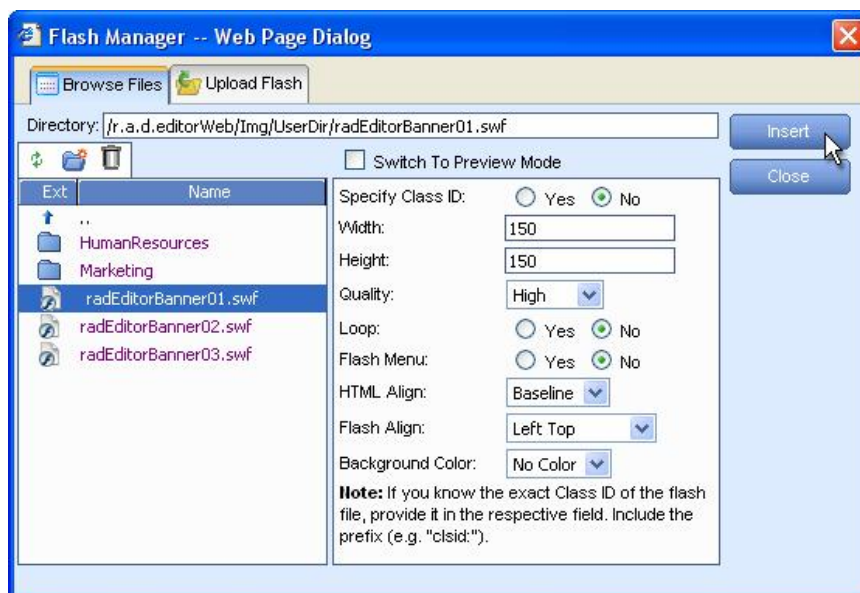 Flash Manager -- Web Page Dialog
Browse Files Upload Flash
Directory: /r.a.d.editorWeb/Img/UserDir/radEditorBanner01.swf
Insert
Switch To Preview Mode
Close
Ext Name
..
HumanResources
Marketing
radEditorBanner01.swf
radEditorBanner02.swf
radEditorBanner03.swf
Specify Class ID: Yes No
Width: 150
Height: 150
Quality: High
Loop: Yes No
Flash Menu: Yes No
HTML Align: Baseline
Flash Align: Left Top
Background Color: No Color
Note: If you know the exact Class ID of the flash
file, provide it in the respective field. Include the
prefix (e.g. "clsid:").